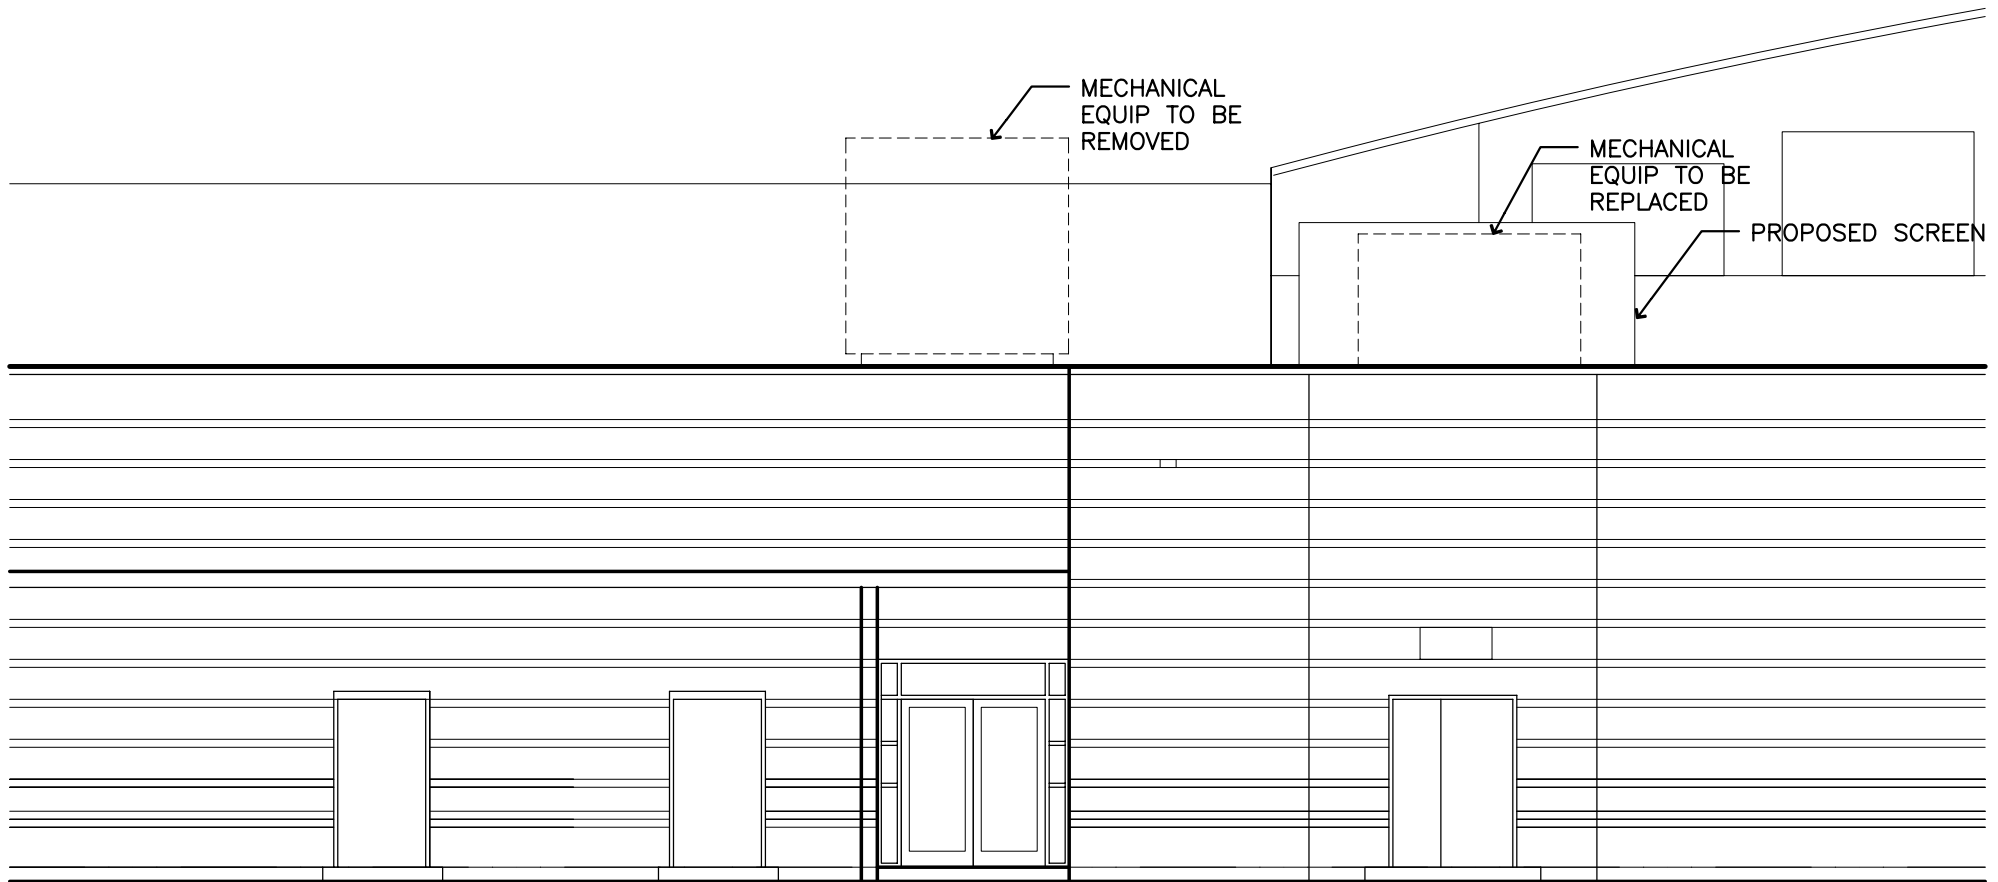 MECHANICAL
EQUIP TO BE
REMOVED
MECHANICAL
EQUIP TO BE
REPLACED
PROPOSED SCREEN